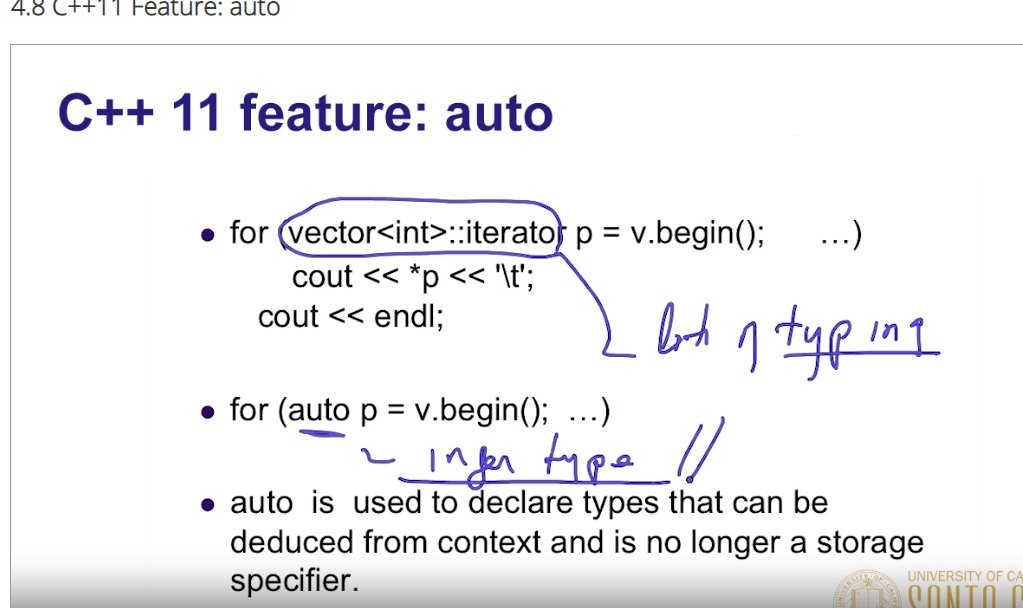 4.8 C++11 Feature: auto
C++ 11 feature: auto
• for (vector<int>::iterator p = v.begin(); ...)
cout << *p << '\t';
cout << endl;
typing
• for (auto p = v.begin(); ...)
infer type !!
• auto is used to declare types that can be
deduced from context and is no longer a storage
specifier.
UNIVERSITY OF CA